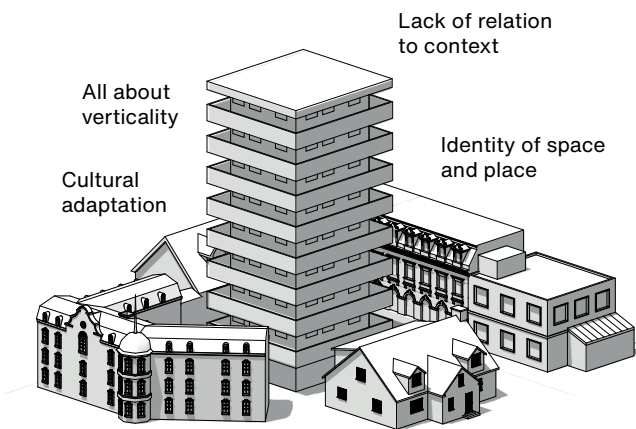 Lack of relation
to context
All about
verticality
Identity of space
and place
Cultural
adaptation